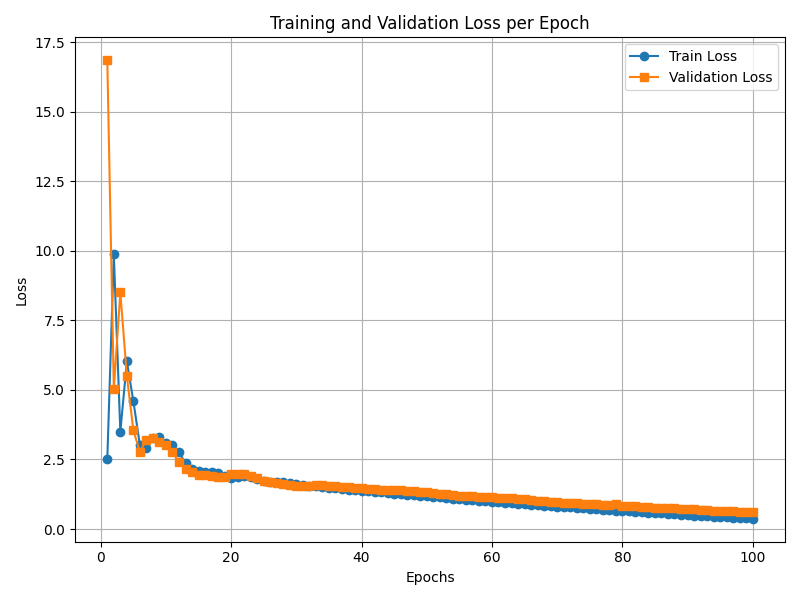 Training and Validation Loss per Epoch
Train Loss
Validation Loss
17.5
15.0
12.5
10.0
7.5
5.0
2.5
0.0
Loss
0 20 40 60 80 100
Epochs